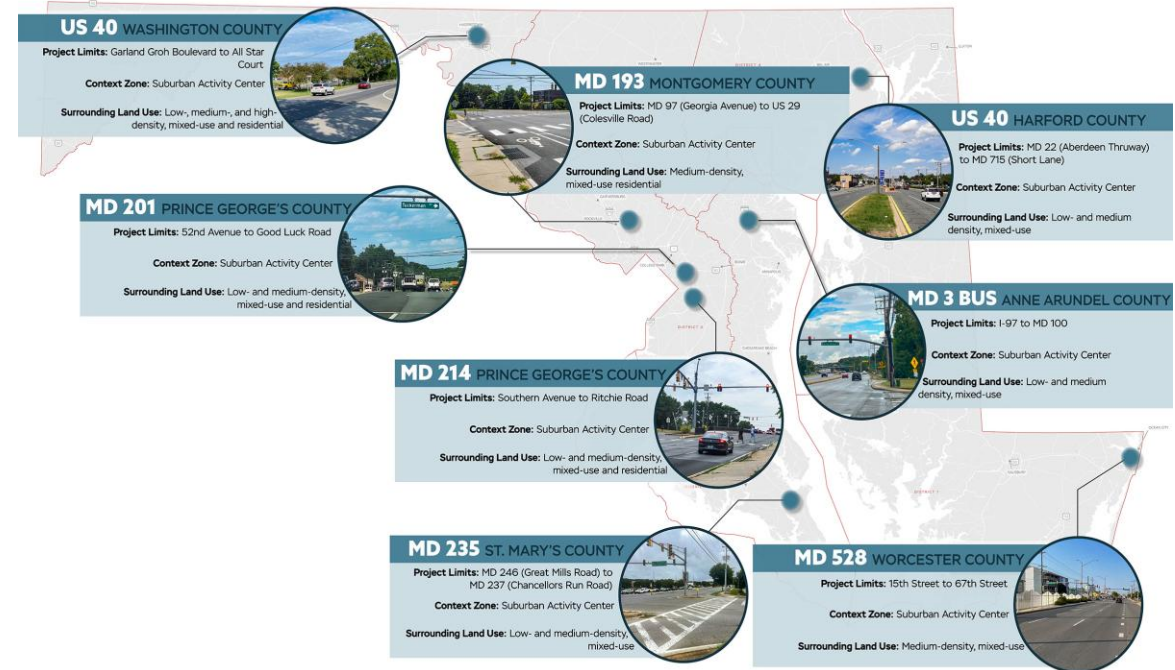 US 40 WASHINGTON COUNTY
Project Limits: Garland Groh Boulevard to All Star
Court
Context Zone: Suburban Activity Center
Surrounding Land Use: Low-, medium-, and high-
density, mixed-use and residential
MD 193 MONTGOMERY COUNTY
Project Limits: MD 97 (Georgia Avenue) to US 29
(Colesville Road)
Context Zone: Suburban Activity Center
Surrounding Land Use: Medium-density,
mixed-use residential
US 40 HARFORD COUNTY
Project Limits: MD 22 (Aberdeen Thruway)
to MD 715 (Short Lane)
Context Zone: Suburban Activity Center
Surrounding Land Use: Low- and medium
density, mixed-use
MD 201 PRINCE GEORGE'S COUNTY
Project Limits: 52nd Avenue to Good Luck Road
Context Zone: Suburban Activity Center
Surrounding Land Use: Low- and medium-density,
mixed-use and residential
MD 3 BUS ANNE ARUNDEL COUNTY
Project Limits: I-97 to MD 100
Context Zone: Suburban Activity Center
Surrounding Land Use: Low- and medium
density, mixed-use
MD 214 PRINCE GEORGE'S COUNTY
Project Limits: Southern Avenue to Ritchie Road
Context Zone: Suburban Activity Center
Surrounding Land Use: Low- and medium-density,
mixed-use and residential
MD 235 ST. MARY'S COUNTY
Project Limits: MD 246 (Great Mills Road) to
MD 237 (Chancellors Run Road)
Context Zone: Suburban Activity Center
Surrounding Land Use: Low- and medium-density,
mixed-use
MD 528 WORCESTER COUNTY
Project Limits: 15th Street to 67th Street
Context Zone: Suburban Activity Center
Surrounding Land Use: Medium-density, mixed-use
ROCKVILLE
ANNAPOLIS
SALISBURY